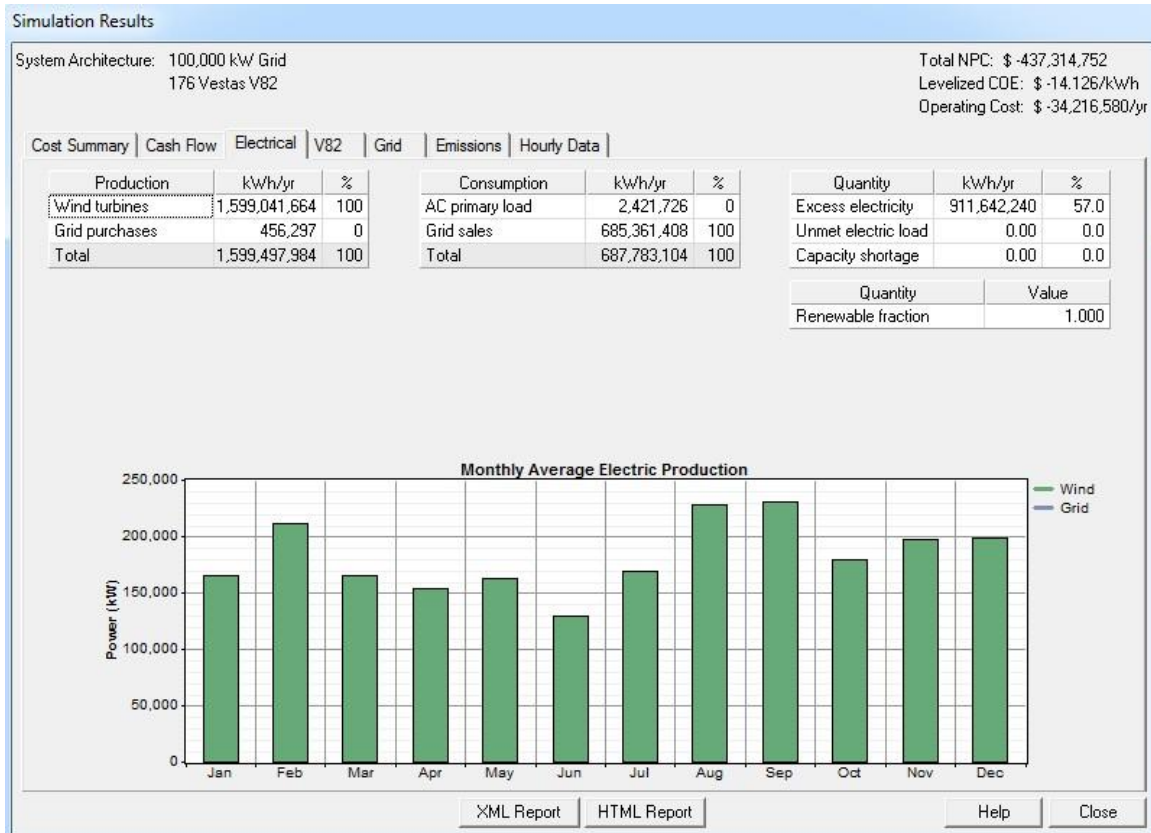 Simulation Results
System Architecture: 100,000 kW Grid
176 Vestas V82
Total NPC: $ -437,314,752
Levelized COE: $ -14.126/kWh
Operating Cost: $ -34,216,580/yr
Cost Summary Cash Flow Electrical V82 Grid Emissions Hourly Data
Production kWh/yr %
Wind turbines 1,599,041,664 100
Grid purchases 456,297 0
Total 1,599,497,984 100
Consumption kWh/yr %
AC primary load 2,421,726 0
Grid sales 685,361,408 100
Total 687,783,104 100
Quantity kWh/yr %
Excess electricity 911,642,240 57.0
Unmet electric load 0.00 0.0
Capacity shortage 0.00 0.0
Quantity Value
Renewable fraction 1.000
Monthly Average Electric Production
Power (kW)
250,000
200,000
150,000
100,000
50,000
0
Jan Feb Mar Apr May Jun Jul Aug Sep Oct Nov Dec
Wind
Grid
XML Report HTML Report Help Close